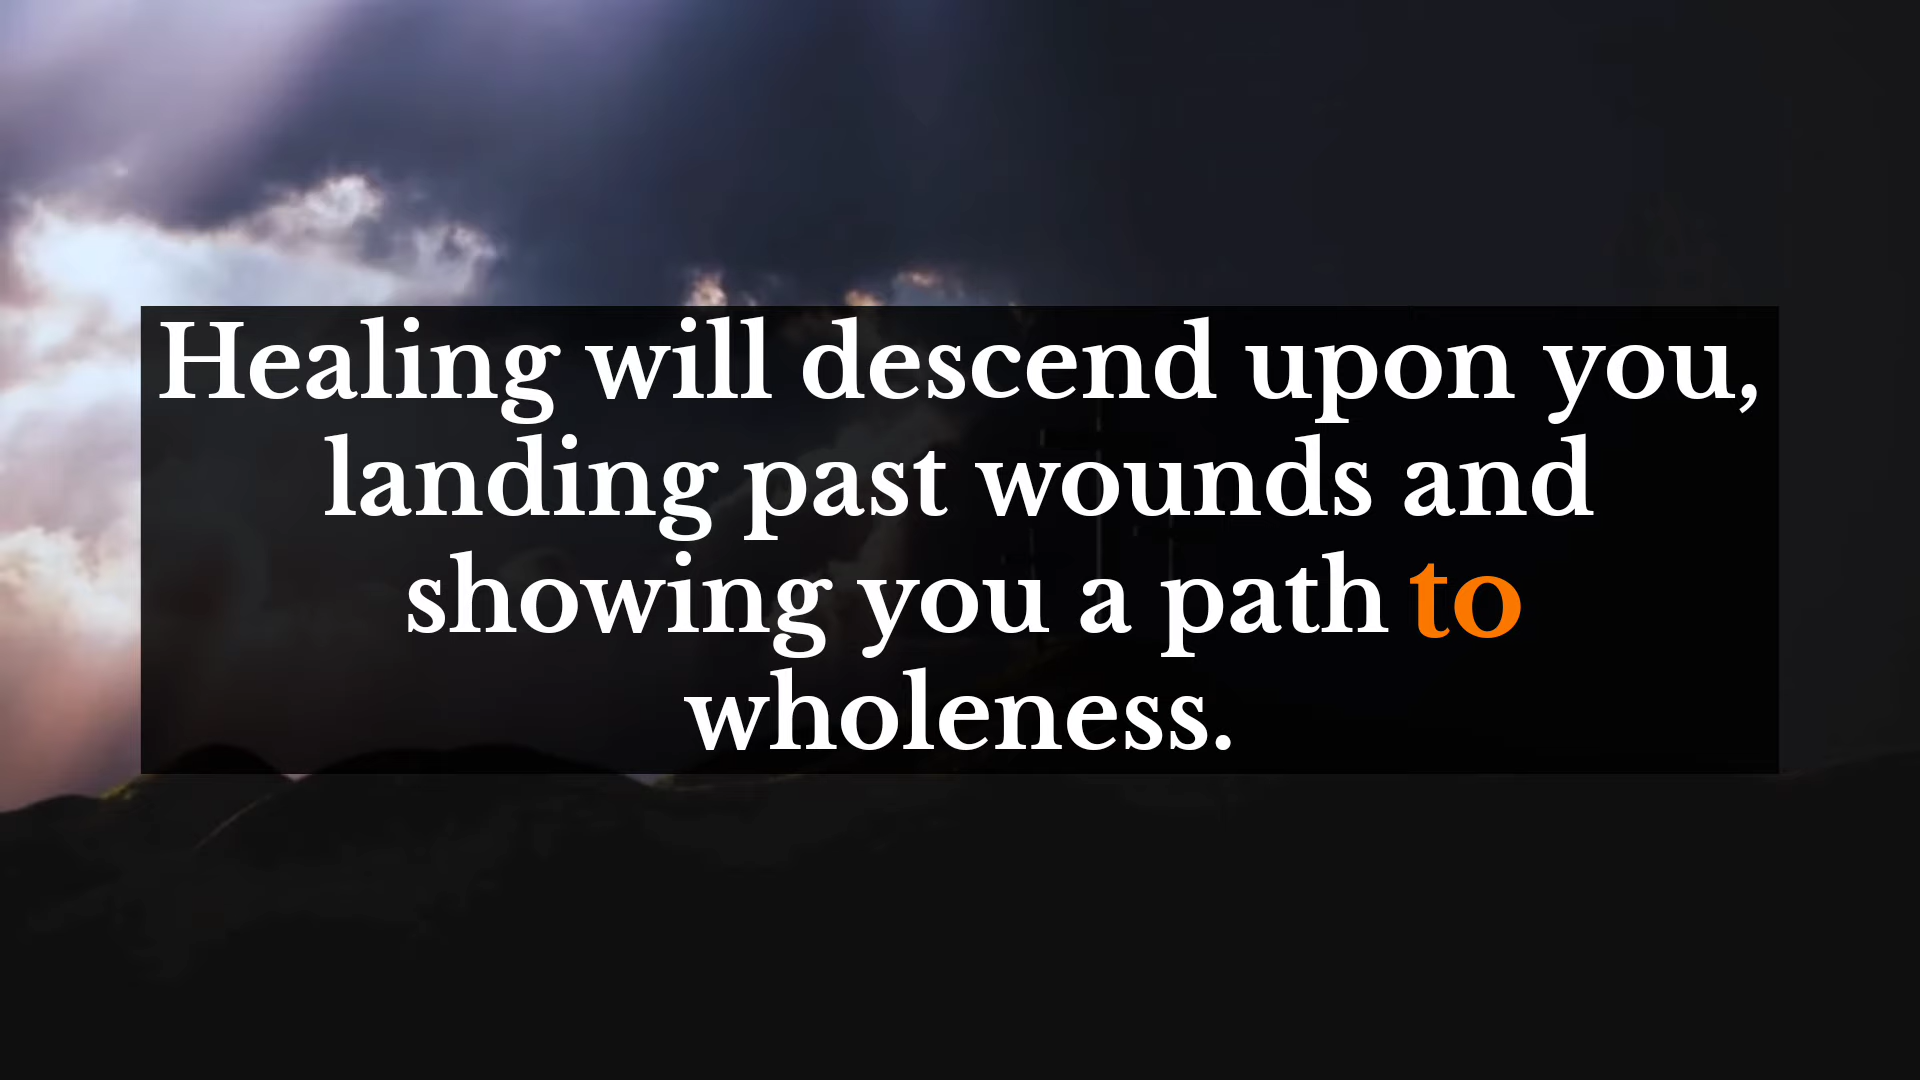 Healing will descend upon you,
landing past wounds and
showing you a path to
wholeness.